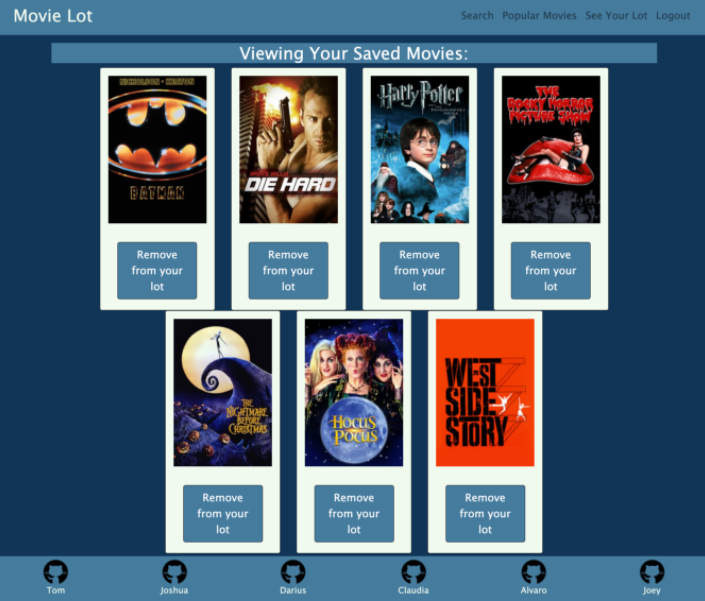 Movie Lot
Search Popular Movies See Your Lot Logout
Viewing Your Saved Movies:
NICHOLSON · KEATON
BATMAN
BRUCE WILLIS
DIE HARD
Harry Potter
THE
ROCKY HORROR
PICTURE SHOW
Remove
from your
lot
Remove
from your
lot
Remove
from your
lot
Remove
from your
lot
THE
NIGHTMARE
BEFORE
CHRISTMAS
HOCUS
POCUS
WEST
SIDE
STORY
Remove
from your
lot
Remove
from your
lot
Remove
from your
lot
Tom Joshua Darius Claudia Alvaro Joey